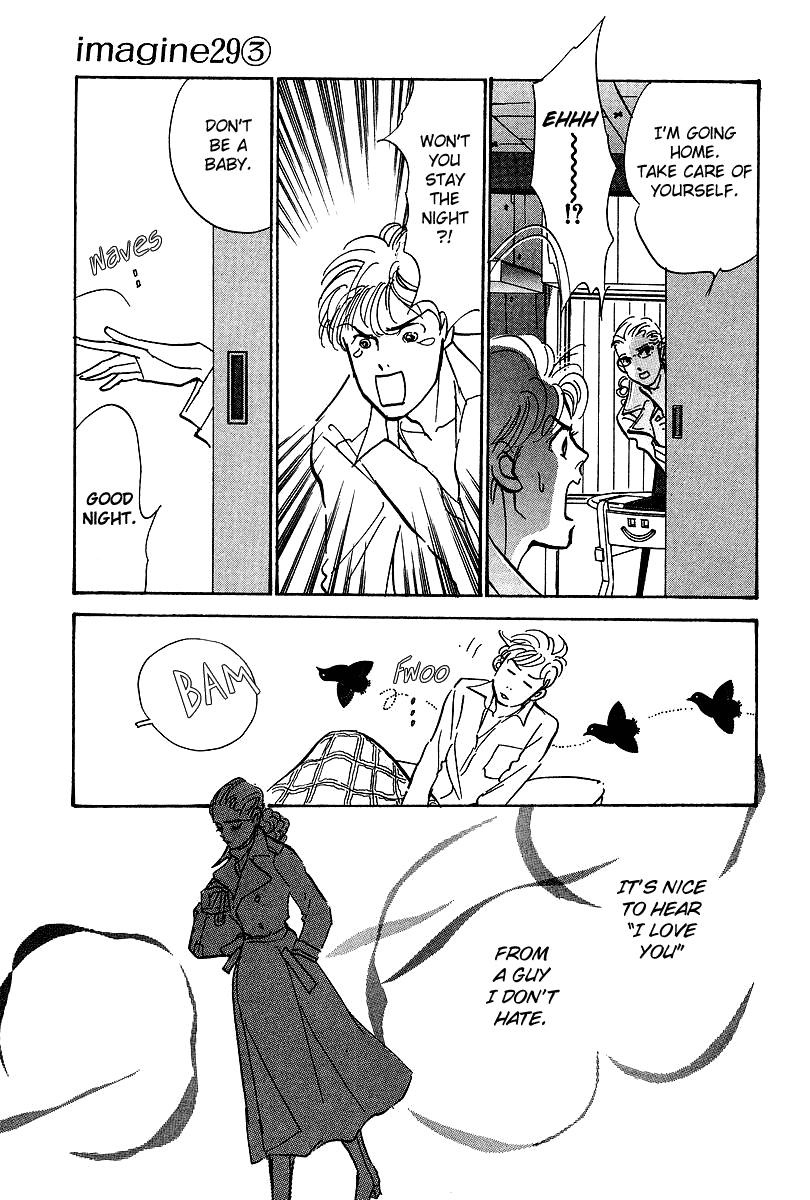 imagine29③
I'M GOING
HOME.
TAKE CARE OF
YOURSELF.
EHHH
!?
WON'T
YOU
STAY
THE
NIGHT
?!
DON'T
BE A
BABY.
Waves
GOOD
NIGHT.
FWOO
BAM
IT'S NICE
TO HEAR
"I LOVE
YOU"
FROM
A GUY
I DON'T
HATE.